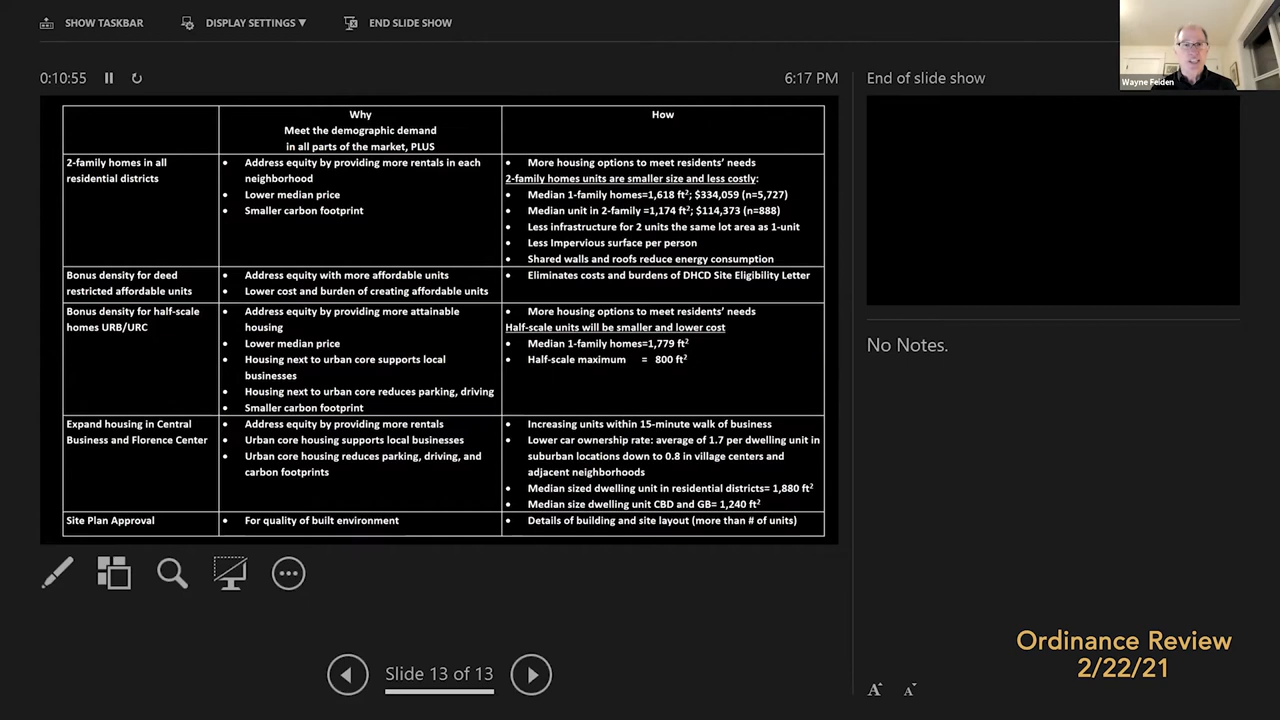 SHOW TASKBAR
DISPLAY SETTINGS ▼
END SLIDE SHOW
Wayne Feiden
0:10:55
6:17 PM
End of slide show
Why
Meet the demographic demand
in all parts of the market, PLUS
How
2-family homes in all
residential districts
• Address equity by providing more rentals in each
neighborhood
• Lower median price
• Smaller carbon footprint
• More housing options to meet residents’ needs
2-family homes units are smaller size and less costly:
• Median 1-family homes=1,618 ft²; $334,059 (n=5,727)
• Median unit in 2-family =1,174 ft²; $114,373 (n=888)
• Less infrastructure for 2 units the same lot area as 1-unit
• Less Impervious surface per person
• Shared walls and roofs reduce energy consumption
Bonus density for deed
restricted affordable units
• Address equity with more affordable units
• Lower cost and burden of creating affordable units
• Eliminates costs and burdens of DHCD Site Eligibility Letter
Bonus density for half-scale
homes URB/URC
• Address equity by providing more attainable
housing
• Lower median price
• Housing next to urban core supports local
businesses
• Housing next to urban core reduces parking, driving
• Smaller carbon footprint
• More housing options to meet residents’ needs
Half-scale units will be smaller and lower cost
• Median 1-family homes=1,779 ft²
• Half-scale maximum = 800 ft²
Expand housing in Central
Business and Florence Center
• Address equity by providing more rentals
• Urban core housing supports local businesses
• Urban core housing reduces parking, driving, and
carbon footprints
• Increasing units within 15-minute walk of business
• Lower car ownership rate: average of 1.7 per dwelling unit in
suburban locations down to 0.8 in village centers and
adjacent neighborhoods
• Median sized dwelling unit in residential districts= 1,880 ft²
• Median size dwelling unit CBD and GB= 1,240 ft²
Site Plan Approval
• For quality of built environment
• Details of building and site layout (more than # of units)
No Notes.
Slide 13 of 13
Ordinance Review
2/22/21
A A